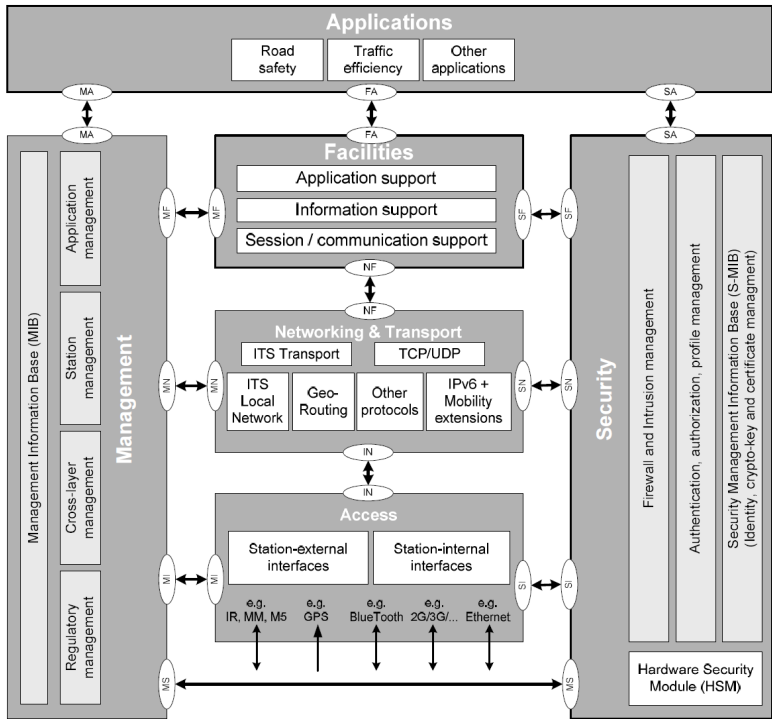 Applications
Road
safety
Traffic
efficiency
Other
applications
MA
FA
SA
MA
FA
SA
Management
Management Information Base (MIB)
Application
management
Station
management
Cross-layer
management
Regulatory
management
MF
MF
MN
MN
MI
MI
MS
Facilities
Application support
Information support
Session / communication support
NF
NF
Networking & Transport
ITS Transport
TCP/UDP
ITS
Local
Network
Geo-
Routing
Other
protocols
IPv6 +
Mobility
extensions
IN
IN
Access
Station-external
interfaces
Station-internal
interfaces
e.g.
IR, MM, M5
e.g.
GPS
e.g.
BlueTooth
e.g.
2G/3G/...
e.g.
Ethernet
SF
SF
SN
SN
SI
SI
MS
Security
Firewall and Intrusion management
Authentication, authorization, profile management
Security Management Information Base (S-MIB)
(Identity, crypto-key and certificate managment)
Hardware Security
Module (HSM)